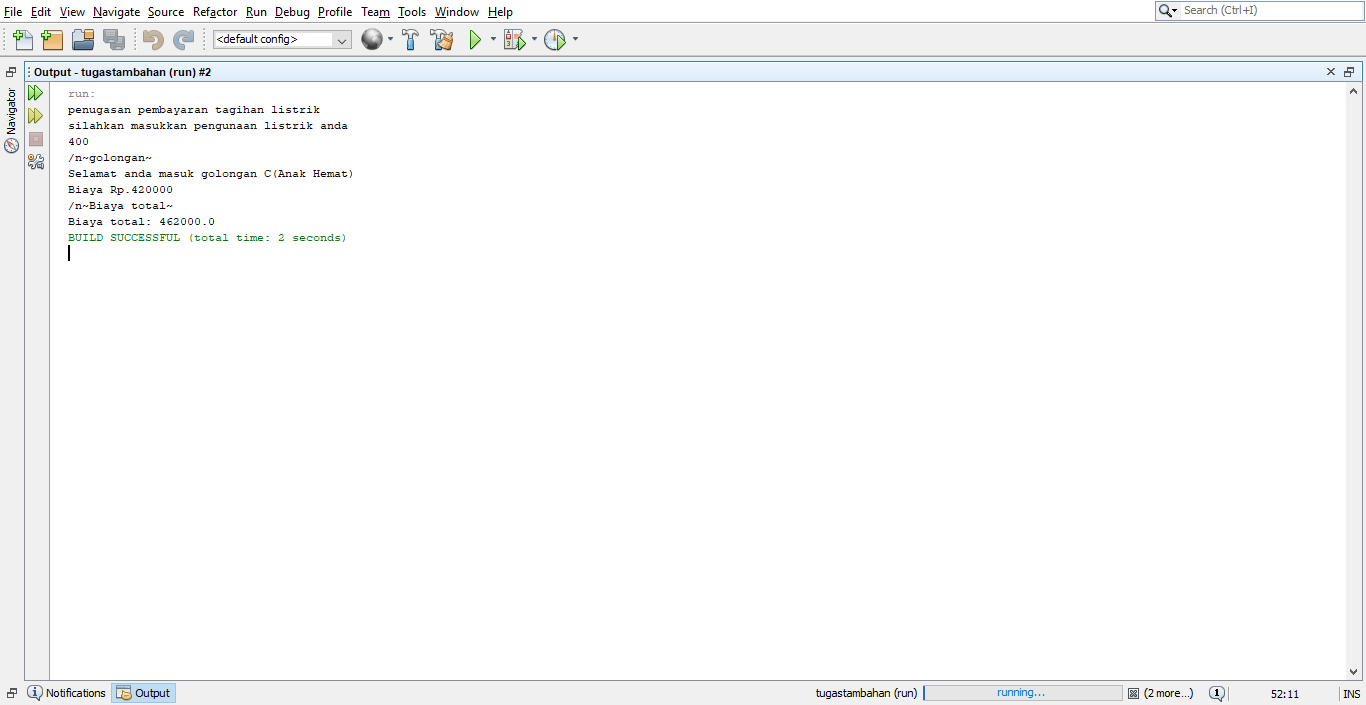 File Edit View Navigate Source Refactor Run Debug Profile Team Tools Window Help
Search (Ctrl+I)
<default config>
Output - tugastambahan (run) #2
Navigator
run:
penugasan pembayaran tagihan listrik
silahkan masukkan pengunaan listrik anda
400
/n~golongan~
Selamat anda masuk golongan C(Anak Hemat)
Biaya Rp.420000
/n~Biaya total~
Biaya total: 462000.0
BUILD SUCCESSFUL (total time: 2 seconds)
Notifications Output tugastambahan (run) running... (2 more...) 1 52:11 INS